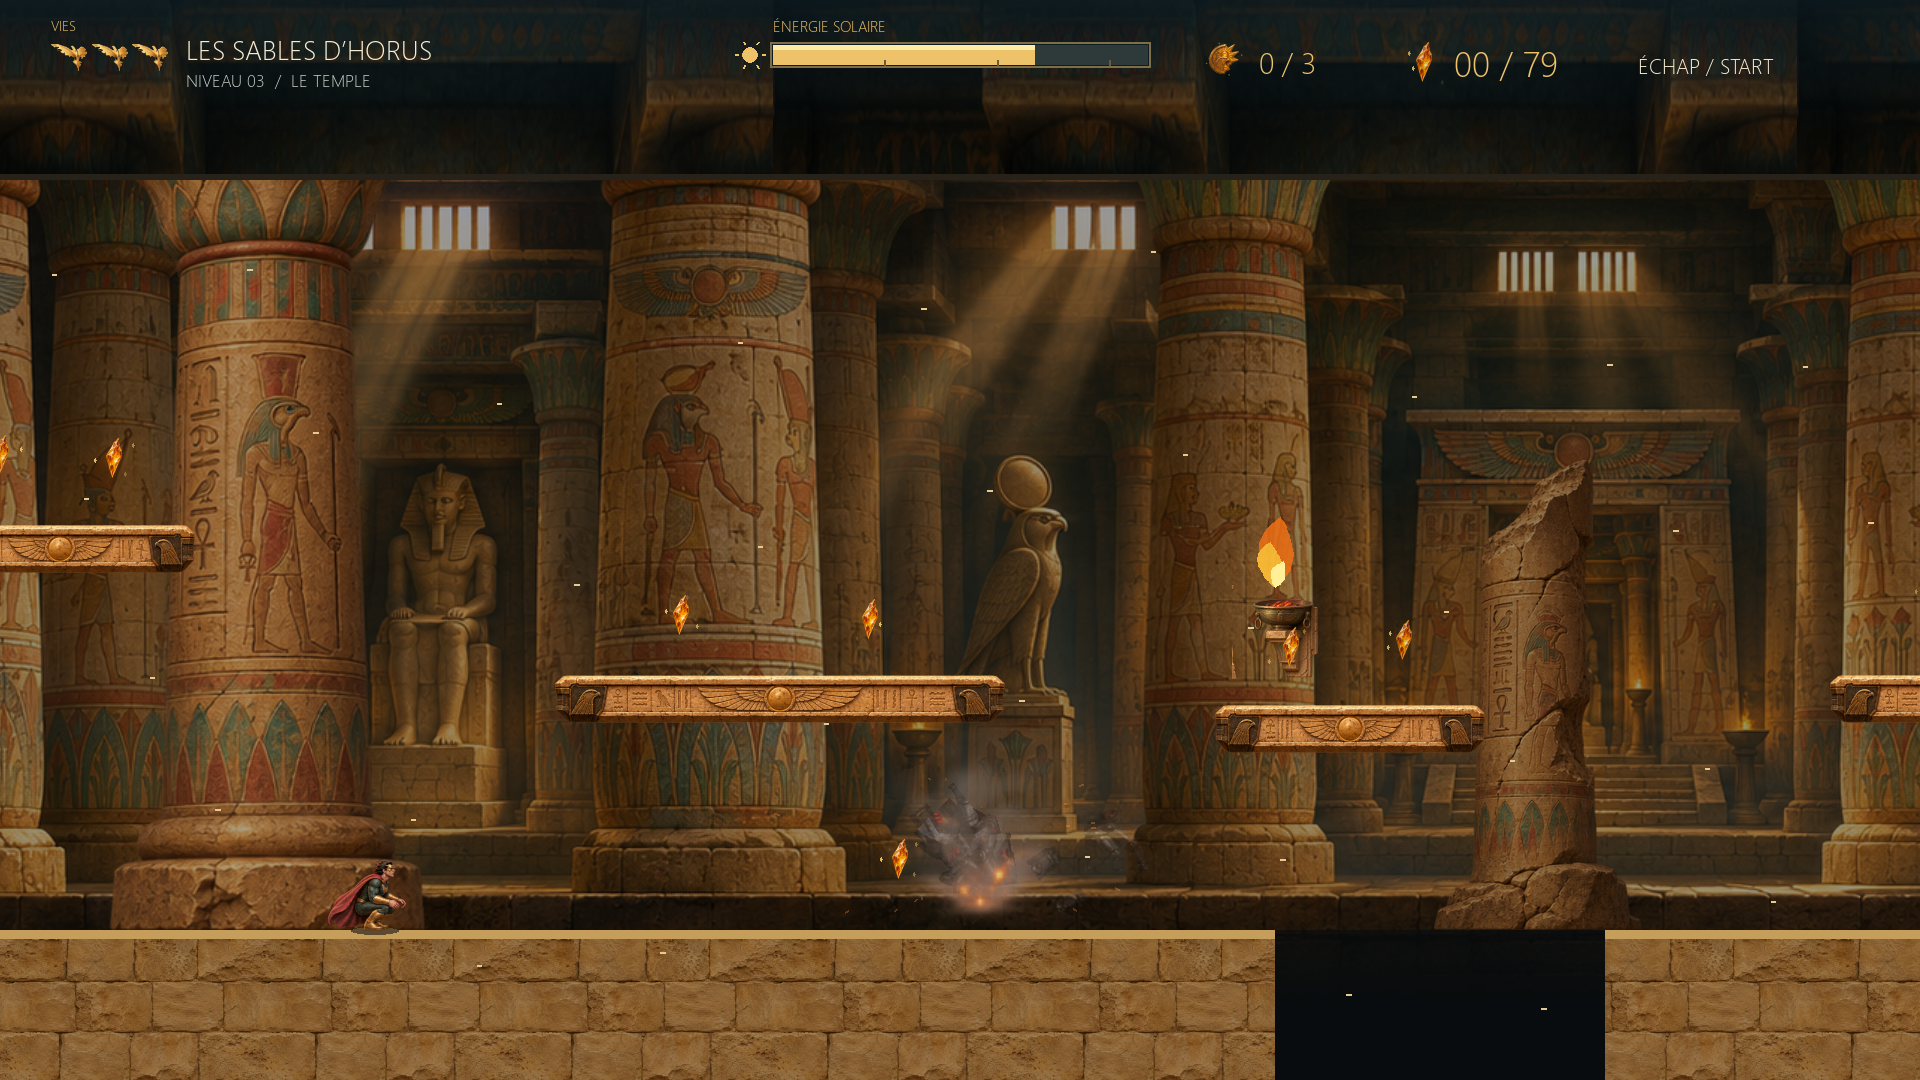 VIES
LES SABLES D’HORUS
NIVEAU 03 / LE TEMPLE
ÉNERGIE SOLAIRE
0 / 3
00 / 79
ÉCHAP / START